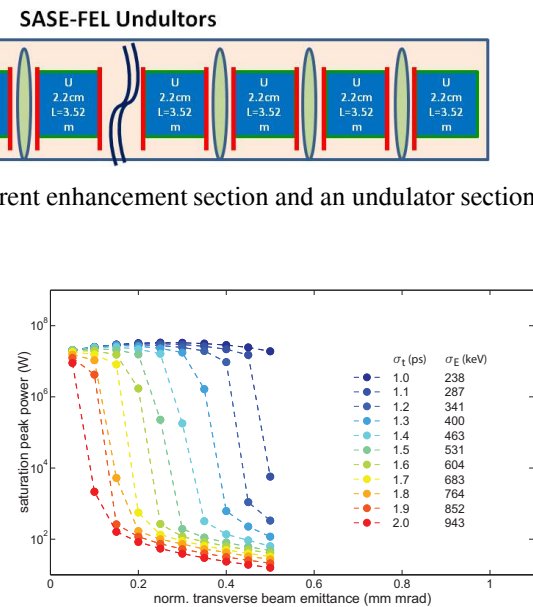 SASE-FEL Undultors
U U U U U
2.2cm 2.2cm 2.2cm 2.2cm 2.2cm
L=3.52 L=3.52 L=3.52 L=3.52 L=3.52
m m m m m
rent enhancement section and an undulator section
saturation peak power (W)
10^8
10^6
10^4
10^2
σt (ps) σE (keV)
1.0 238
1.1 287
1.2 341
1.3 400
1.4 463
1.5 531
1.6 604
1.7 683
1.8 764
1.9 852
2.0 943
0 0.2 0.4 0.6 0.8 1
norm. transverse beam emittance (mm mrad)